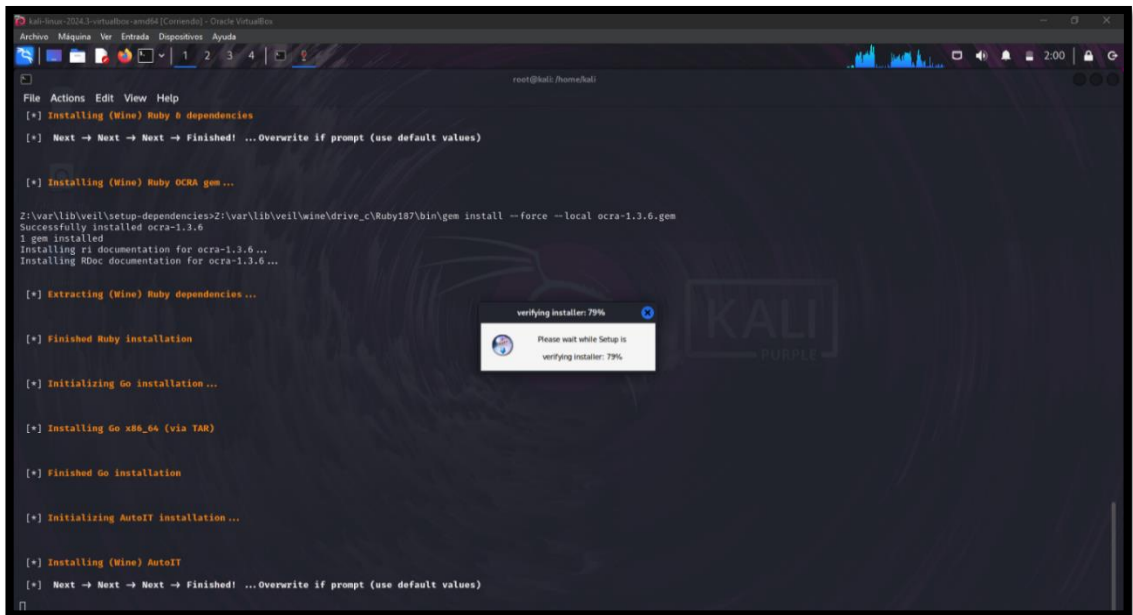 kali-linux-2024.3-virtualbox-amd64 [Corriendo] - Oracle VirtualBox
Archivo Máquina Ver Entrada Dispositivos Ayuda
1 2 3 4
2:00
root@kali: /home/kali
File Actions Edit View Help
[*] Installing (Wine) Ruby & dependencies
[*] Next → Next → Next → Finished! ...Overwrite if prompt (use default values)
[*] Installing (Wine) Ruby OCRA gem...
Z:\var\lib\veil\setup-dependencies>Z:\var\lib\veil\wine\drive_c\Ruby187\bin\gem install --force --local ocra-1.3.6.gem
Successfully installed ocra-1.3.6
1 gem installed
Installing ri documentation for ocra-1.3.6...
Installing RDoc documentation for ocra-1.3.6...
[*] Extracting (Wine) Ruby dependencies...
verifying installer: 79%
Please wait while Setup is
verifying installer: 79%
KALI
PURPLE
[*] Finished Ruby installation
[*] Initializing Go installation...
[*] Installing Go x86_64 (via TAR)
[*] Finished Go installation
[*] Initializing AutoIT installation...
[*] Installing (Wine) AutoIT
[*] Next → Next → Next → Finished! ...Overwrite if prompt (use default values)